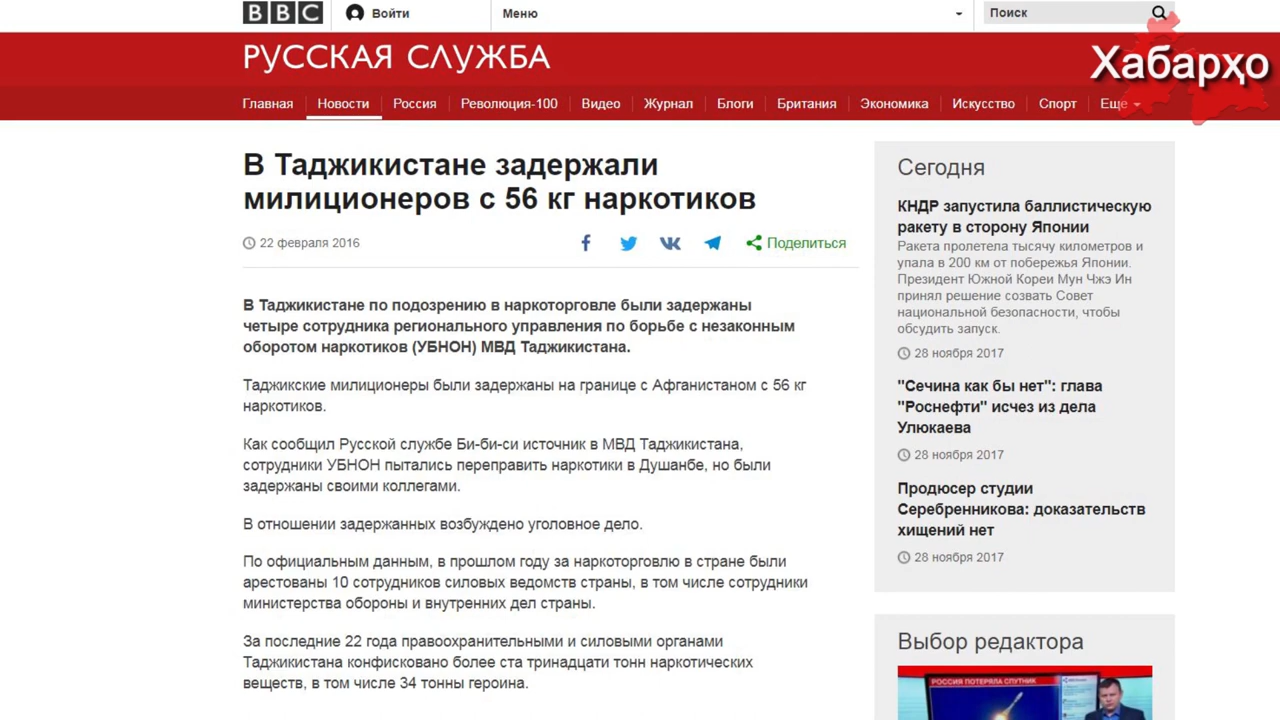 BBC Войти Меню Поиск
РУССКАЯ СЛУЖБА
Хабарҳо
Главная Новости Россия Революция-100 Видео Журнал Блоги Британия Экономика Искусство Спорт Еще
В Таджикистане задержали
милиционеров с 56 кг наркотиков
22 февраля 2016
Поделиться
В Таджикистане по подозрению в наркоторговле были задержаны
четыре сотрудника регионального управления по борьбе с незаконным
оборотом наркотиков (УБНОН) МВД Таджикистана.
Таджикские милиционеры были задержаны на границе с Афганистаном с 56 кг
наркотиков.
Как сообщил Русской службе Би-би-си источник в МВД Таджикистана,
сотрудники УБНОН пытались переправить наркотики в Душанбе, но были
задержаны своими коллегами.
В отношении задержанных возбуждено уголовное дело.
По официальным данным, в прошлом году за наркоторговлю в стране были
арестованы 10 сотрудников силовых ведомств страны, в том числе сотрудники
министерства обороны и внутренних дел страны.
За последние 22 года правоохранительными и силовыми органами
Таджикистана конфисковано более ста тринадцати тонн наркотических
веществ, в том числе 34 тонны героина.
Сегодня
КНДР запустила баллистическую
ракету в сторону Японии
Ракета пролетела тысячу километров и
упала в 200 км от побережья Японии.
Президент Южной Кореи Мун Чжэ Ин
принял решение созвать Совет
национальной безопасности, чтобы
обсудить запуск.
28 ноября 2017
"Сечина как бы нет": глава
"Роснефти" исчез из дела
Улюкаева
28 ноября 2017
Продюсер студии
Серебренникова: доказательств
хищений нет
28 ноября 2017
Выбор редактора
РОССИЯ ПОТЕРЯЛА СПУТНИК